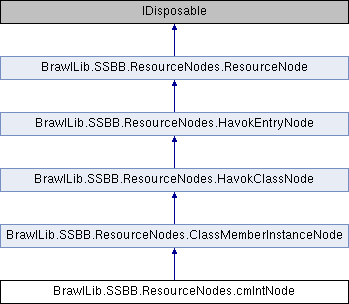 IDisposable
BrawlLib.SSBB.ResourceNodes.ResourceNode
BrawlLib.SSBB.ResourceNodes.HavokEntryNode
BrawlLib.SSBB.ResourceNodes.HavokClassNode
BrawlLib.SSBB.ResourceNodes.ClassMemberInstanceNode
BrawlLib.SSBB.ResourceNodes.cmIntNode